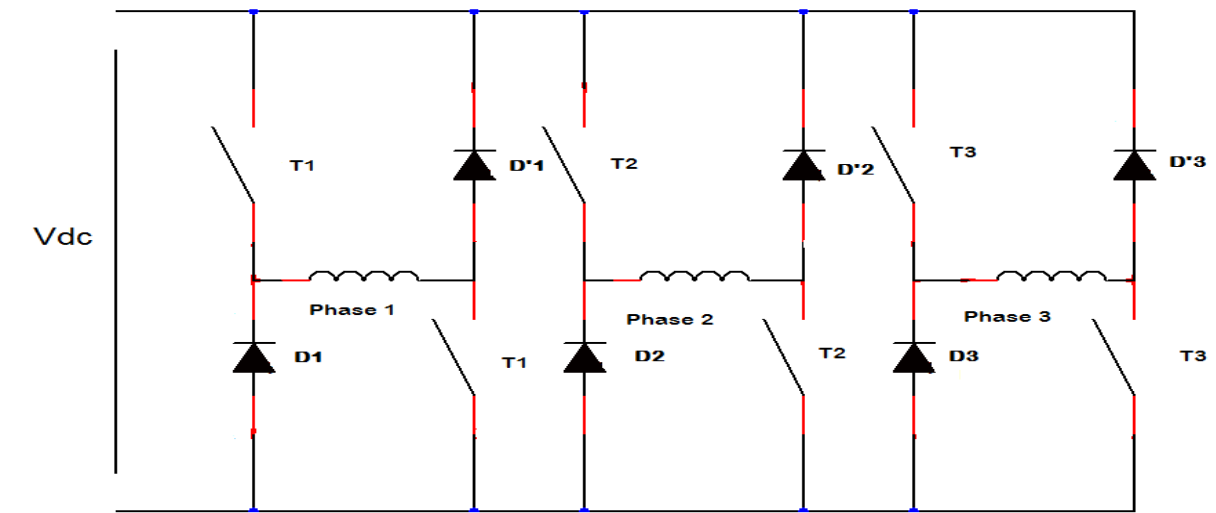 T3
T1
D'1
T2
D'2
D'3
Vdc
Phase 1
Phase 2
Phase 3
D1
T1
D2
T2
D3
T3